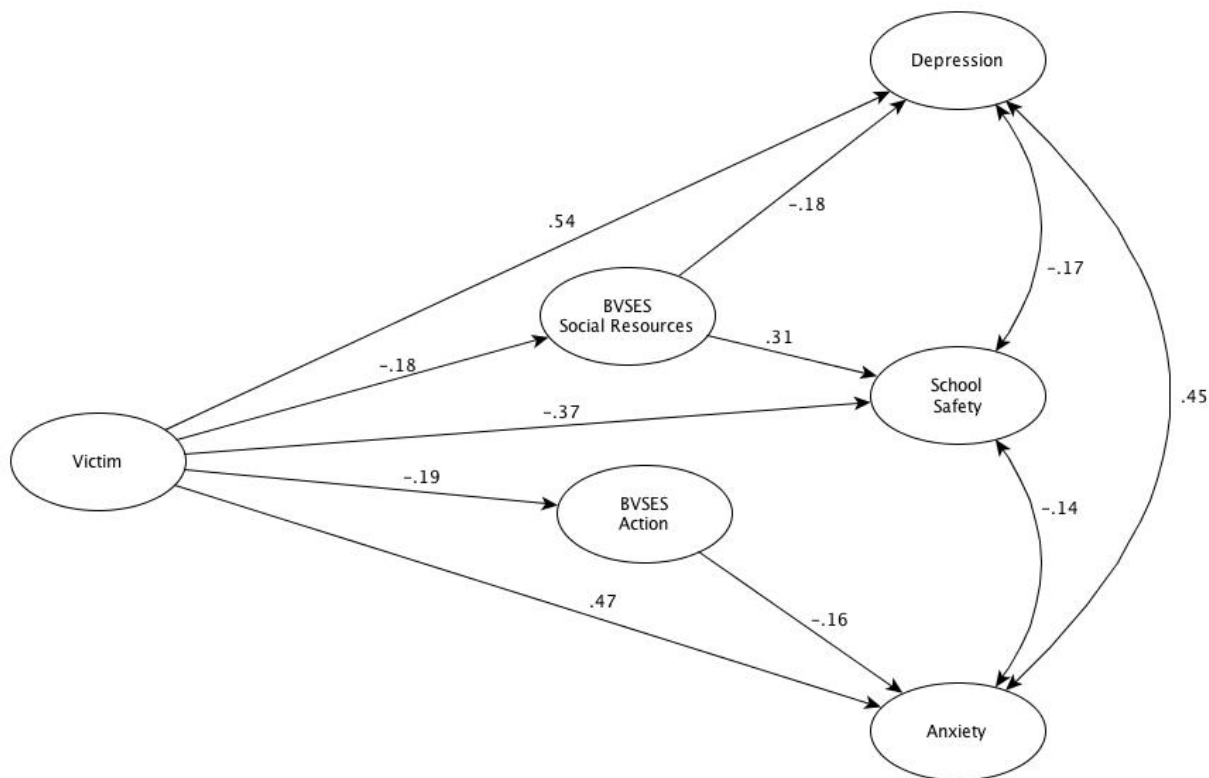 Depression
.54
-.18
BVSES
Social Resources
-.17
-.18
.31
School
Safety
.45
-.37
Victim
-.19
BVSES
Action
-.14
.47
-.16
Anxiety